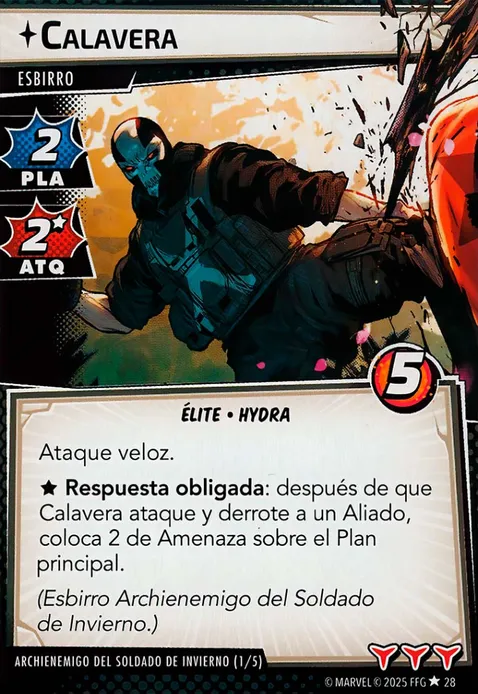 CALAVERA
ESBIRRO
2
PLA
2★
ATQ
5
ÉLITE • HYDRA
Ataque veloz.
★ Respuesta obligada: después de que
Calavera ataque y derrote a un Aliado,
coloca 2 de Amenaza sobre el Plan
principal.
(Esbirro Archienemigo del Soldado
de Invierno.)
ARCHIENEMIGO DEL SOLDADO DE INVIERNO (1/5)
© MARVEL © 2025 FFG ★ 28